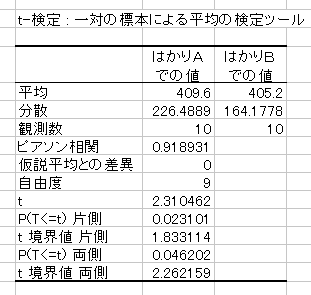 t-検定：一対の標本による平均の検定ツール
はかりA での値 はかりB での値
平均 409.6 405.2
分散 226.4889 164.1778
観測数 10 10
ピアソン相関 0.918931
仮説平均との差異 0
自由度 9
t 2.310462
P(T<=t) 片側 0.023101
t 境界値 片側 1.833114
P(T<=t) 両側 0.046202
t 境界値 両側 2.262159